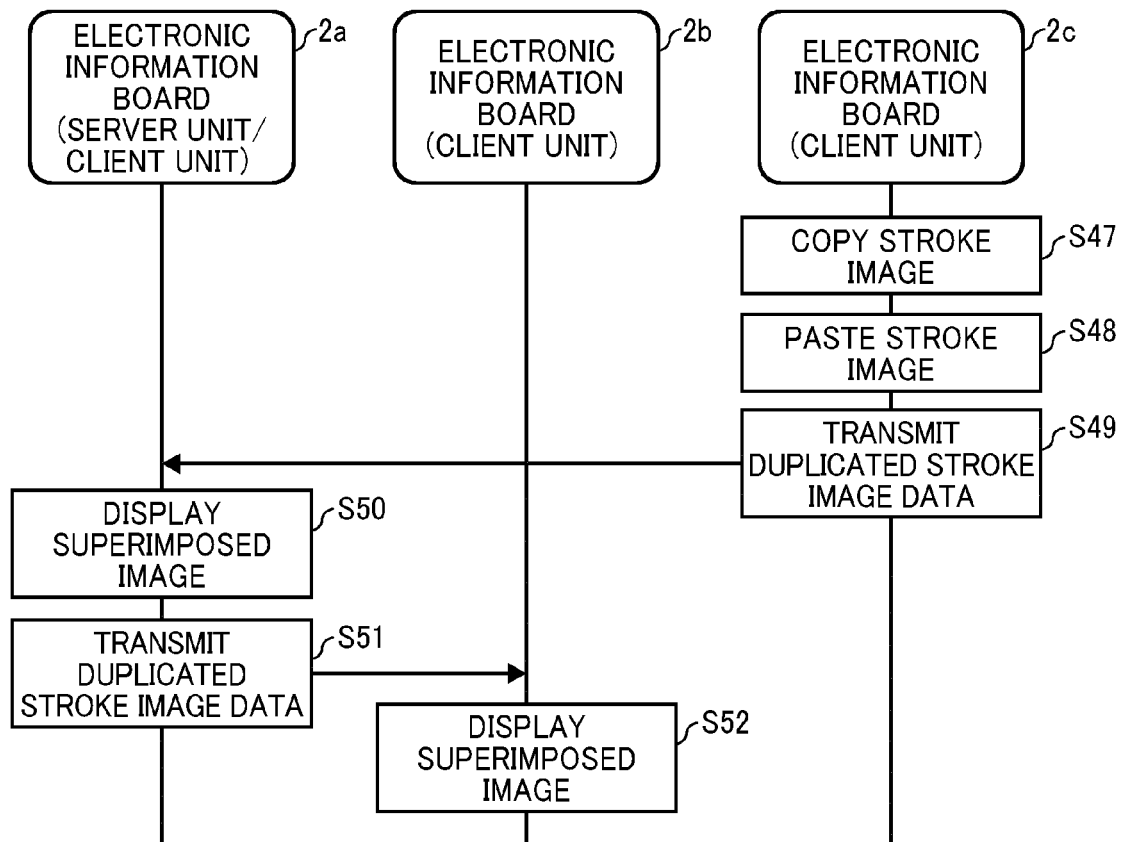 ELECTRONIC
INFORMATION
BOARD
(SERVER UNIT/
CLIENT UNIT)
2a
ELECTRONIC
INFORMATION
BOARD
(CLIENT UNIT)
2b
ELECTRONIC
INFORMATION
BOARD
(CLIENT UNIT)
2c
COPY STROKE
IMAGE
S47
PASTE STROKE
IMAGE
S48
TRANSMIT
DUPLICATED STROKE
IMAGE DATA
S49
DISPLAY
SUPERIMPOSED
IMAGE
S50
TRANSMIT
DUPLICATED
STROKE IMAGE DATA
S51
DISPLAY
SUPERIMPOSED
IMAGE
S52